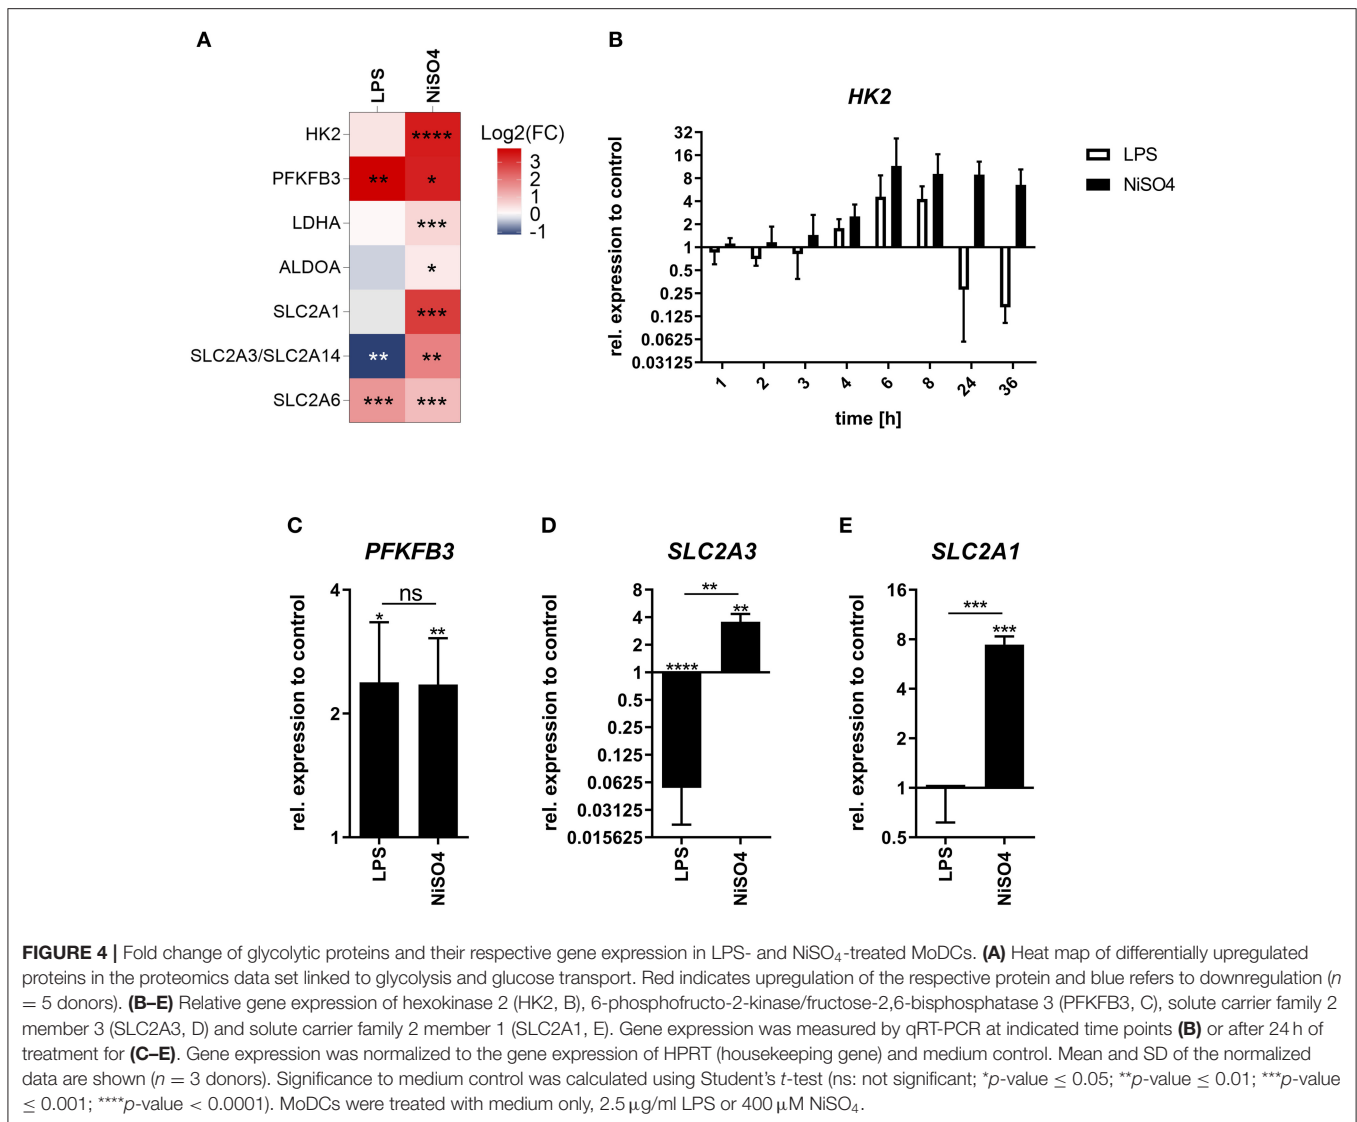 A
LPS
NiSO4
HK2
****
PFKFB3
**
*
LDHA
***
ALDOA
*
SLC2A1
***
SLC2A3/SLC2A14
**
**
SLC2A6
***
***
Log2(FC)
3
2
1
0
-1
B
HK2
rel. expression to control
32
16
8
4
2
1
0.5
0.25
0.125
0.0625
0.03125
1
2
3
4
6
8
24
36
time [h]
LPS
NiSO4
C
PFKFB3
rel. expression to control
4
2
1
ns
*
**
LPS
NiSO4
D
SLC2A3
rel. expression to control
8
4
2
1
0.5
0.25
0.125
0.0625
0.03125
0.015625
**
**
****
LPS
NiSO4
E
SLC2A1
rel. expression to control
16
8
4
2
1
0.5
***
***
LPS
NiSO4
FIGURE 4 | Fold change of glycolytic proteins and their respective gene expression in LPS- and NiSO₄-treated MoDCs. (A) Heat map of differentially upregulated
proteins in the proteomics data set linked to glycolysis and glucose transport. Red indicates upregulation of the respective protein and blue refers to downregulation (n
= 5 donors). (B–E) Relative gene expression of hexokinase 2 (HK2, B), 6-phosphofructo-2-kinase/fructose-2,6-bisphosphatase 3 (PFKFB3, C), solute carrier family 2
member 3 (SLC2A3, D) and solute carrier family 2 member 1 (SLC2A1, E). Gene expression was measured by qRT-PCR at indicated time points (B) or after 24 h of
treatment for (C–E). Gene expression was normalized to the gene expression of HPRT (housekeeping gene) and medium control. Mean and SD of the normalized
data are shown (n = 3 donors). Significance to medium control was calculated using Student's t-test (ns: not significant; *p-value ≤ 0.05; **p-value ≤ 0.01; ***p-value
≤ 0.001; ****p-value < 0.0001). MoDCs were treated with medium only, 2.5 μg/ml LPS or 400 μM NiSO₄.